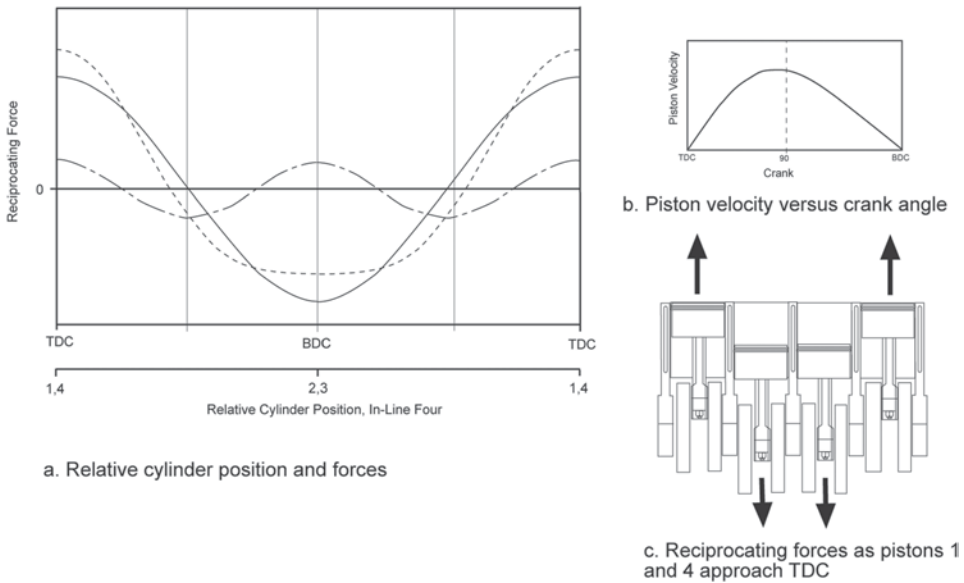 Reciprocating Force
0
TDC
BDC
TDC
1,4
2,3
1,4
Relative Cylinder Position, In-Line Four
a. Relative cylinder position and forces
Piston Velocity
TDC
90
BDC
Crank
b. Piston velocity versus crank angle
c. Reciprocating forces as pistons 1
and 4 approach TDC